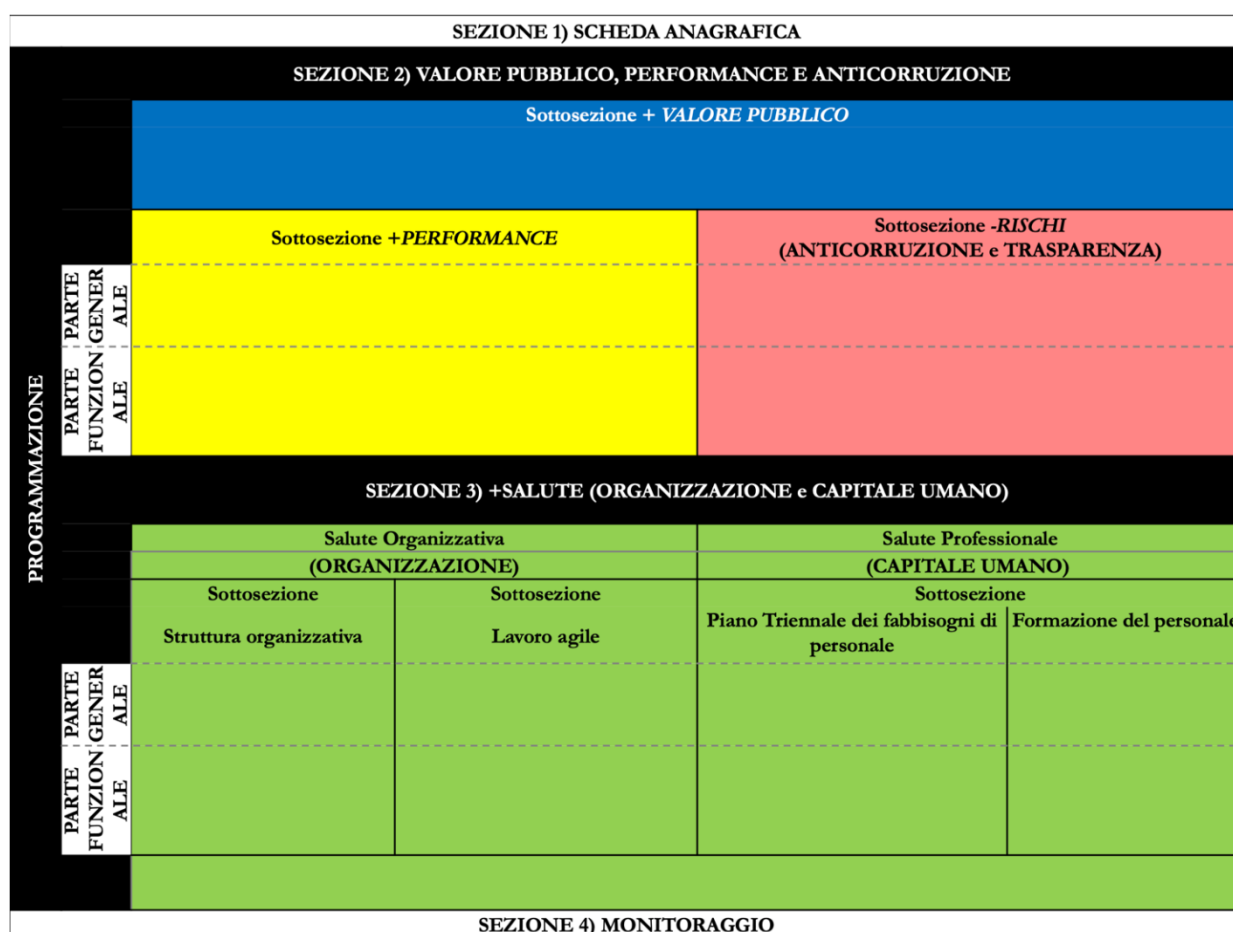 SEZIONE 1) SCHEDA ANAGRAFICA
SEZIONE 2) VALORE PUBBLICO, PERFORMANCE E ANTICORRUZIONE
Sottosezione + VALORE PUBBLICO
Sottosezione +PERFORMANCE
Sottosezione -RISCHI
(ANTICORRUZIONE e TRASPARENZA)
PARTE
GENER
ALE
PARTE
FUNZION
ALE
PROGRAMMAZIONE
SEZIONE 3) +SALUTE (ORGANIZZAZIONE e CAPITALE UMANO)
Salute Organizzativa
Salute Professionale
(ORGANIZZAZIONE)
(CAPITALE UMANO)
Sottosezione
Sottosezione
Sottosezione
Struttura organizzativa
Lavoro agile
Piano Triennale dei fabbisogni di
personale
Formazione del personale
PARTE
GENER
ALE
PARTE
FUNZION
ALE
SEZIONE 4) MONITORAGGIO